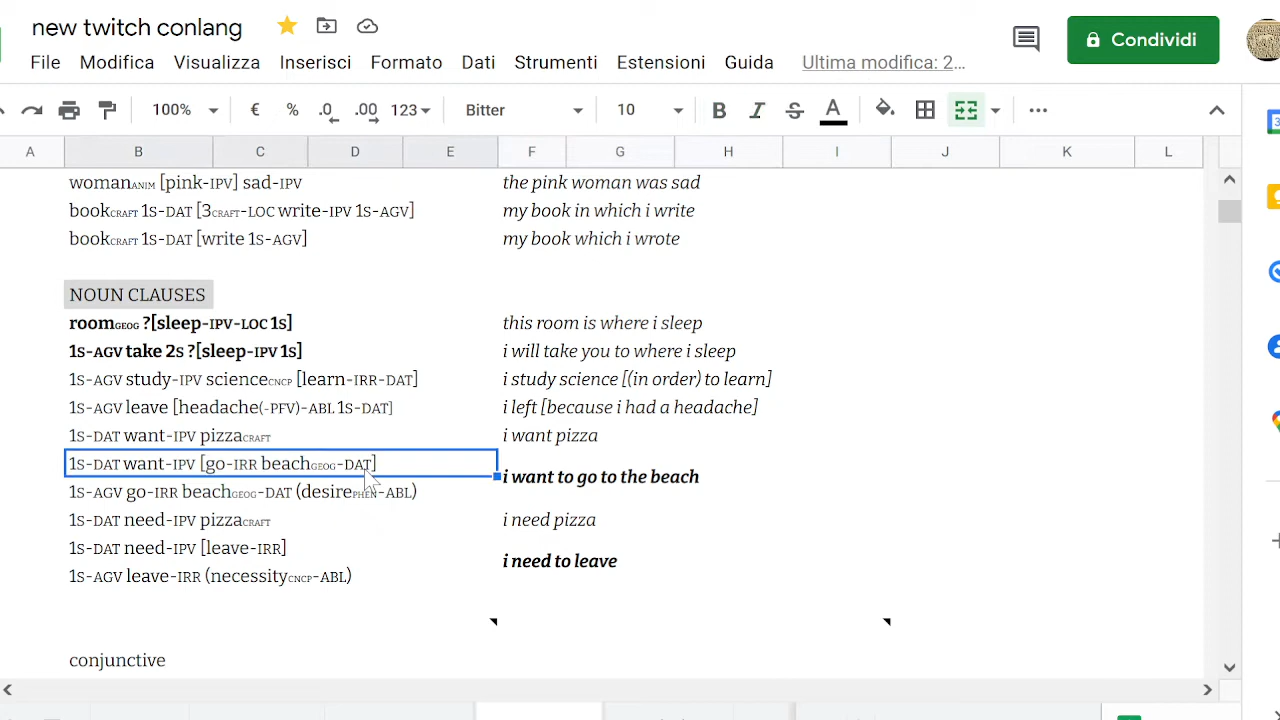 new twitch conlang
Condividi
File Modifica Visualizza Inserisci Formato Dati Strumenti Estensioni Guida Ultima modifica: 2...
100% € % .0 .00 123 Bitter 10 B I S A
A B C D E F G H I J K L
womanANIM [pink-IPV] sad-IPV the pink woman was sad
bookCRAFT 1S-DAT [3CRAFT-LOC write-IPV 1S-AGV] my book in which i write
bookCRAFT 1S-DAT [write 1S-AGV] my book which i wrote
NOUN CLAUSES
roomGEOG ?[sleep-IPV-LOC 1S] this room is where i sleep
1S-AGV take 2S ?[sleep-IPV 1S] i will take you to where i sleep
1S-AGV study-IPV scienceCNCP [learn-IRR-DAT] i study science [(in order) to learn]
1S-AGV leave [headache(-PFV)-ABL 1S-DAT] i left [because i had a headache]
1S-DAT want-IPV pizzaCRAFT i want pizza
1S-DAT want-IPV [go-IRR beachGEOG-DAT]
i want to go to the beach
1S-AGV go-IRR beachGEOG-DAT (desirePHEN-ABL)
1S-DAT need-IPV pizzaCRAFT i need pizza
1S-DAT need-IPV [leave-IRR]
i need to leave
1S-AGV leave-IRR (necessityCNCP-ABL)
conjunctive